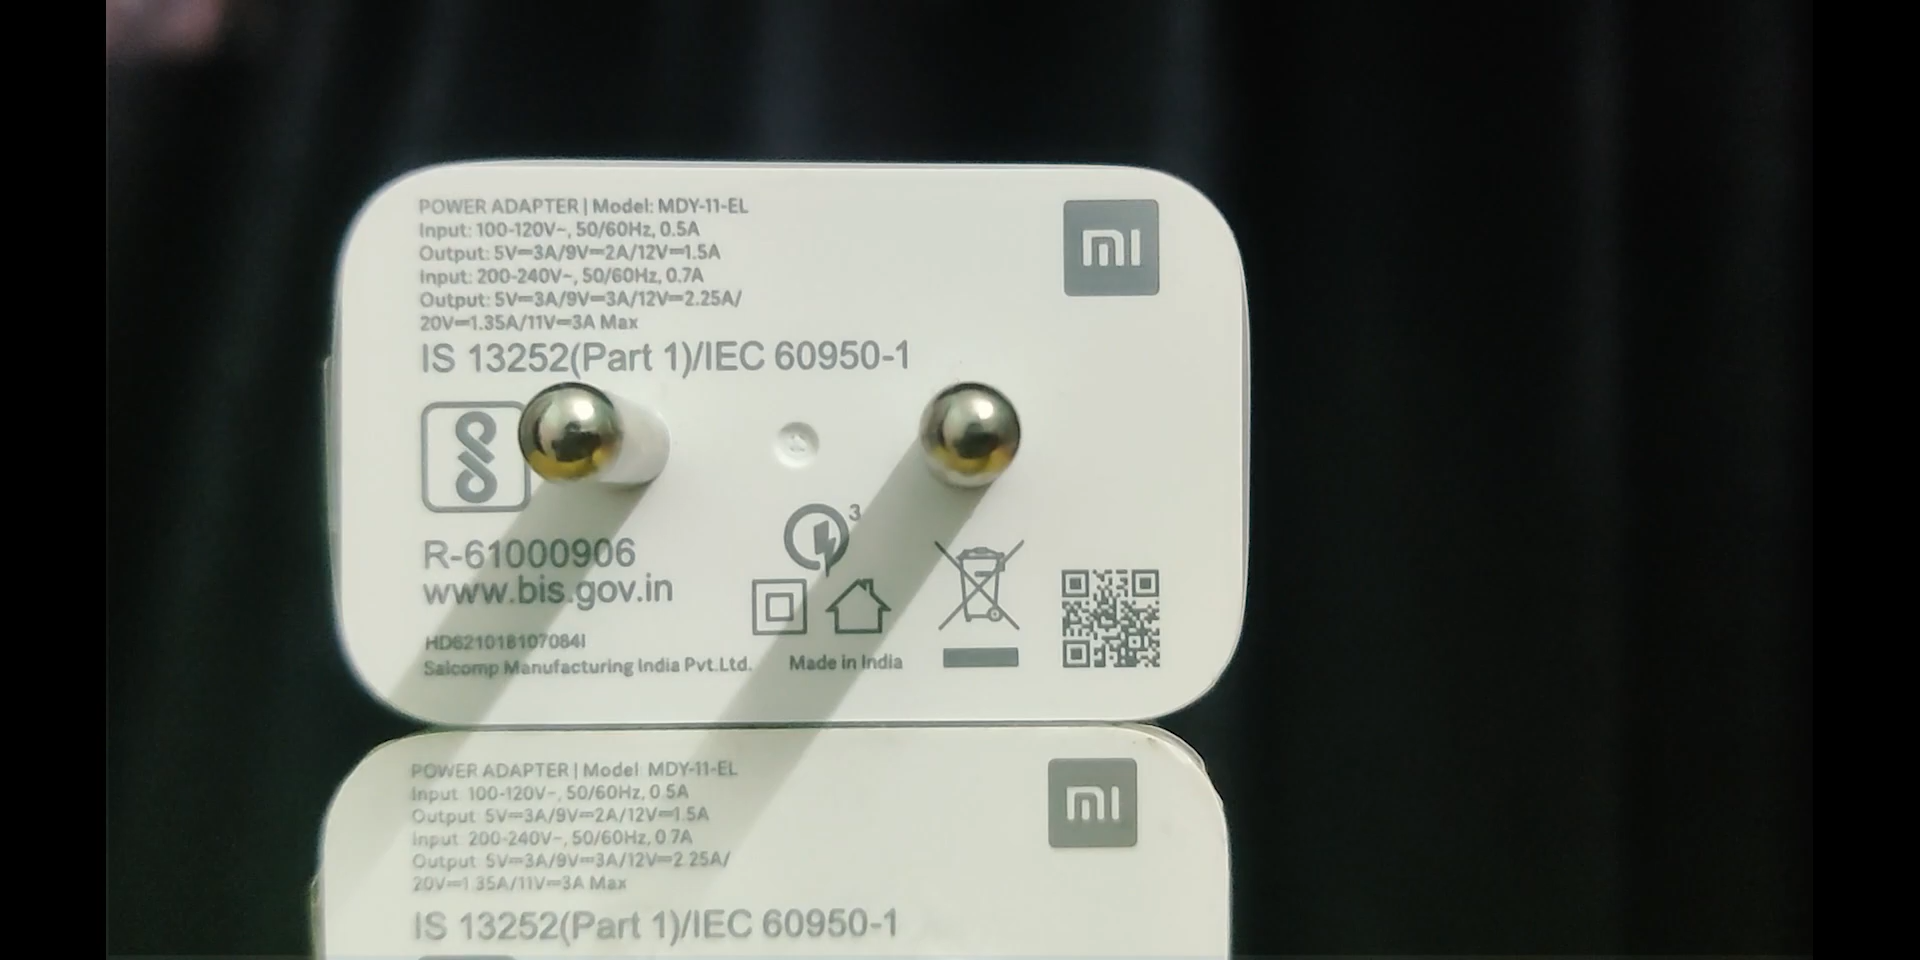 POWER ADAPTER | Model: MDY-11-EL
Input: 100-120V~, 50/60Hz, 0.5A
Output: 5V⎓3A/9V⎓2A/12V⎓1.5A
Input: 200-240V~, 50/60Hz, 0.7A
Output: 5V⎓3A/9V⎓3A/12V⎓2.25A/
20V⎓1.35A/11V⎓3A Max
mi
IS 13252(Part 1)/IEC 60950-1
3
R-61000906
www.bis.gov.in
HD621018107084I
Salcomp Manufacturing India Pvt.Ltd.
Made in India
POWER ADAPTER | Model MDY-11-EL
Input 100-120V~, 50/60Hz, 0 5A
Output 5V⎓3A/9V⎓2A/12V⎓1.5A
Input 200-240V~, 50/60Hz, 0 7A
Output 5V⎓3A/9V⎓3A/12V⎓2 25A/
20V⎓1 35A/11V⎓3A Max
mi
IS 13252(Part 1)/IEC 60950-1